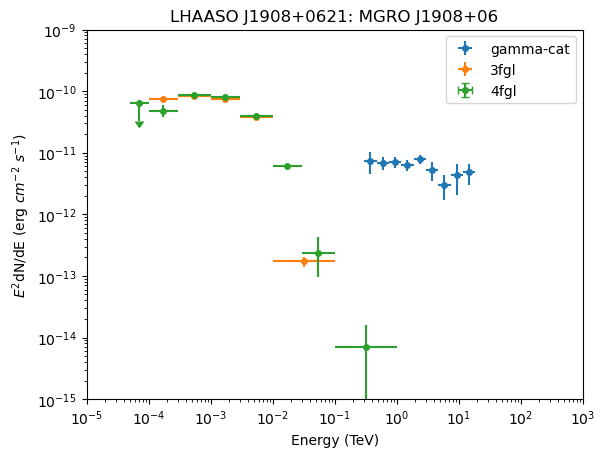 LHAASO J1908+0621: MGRO J1908+06
gamma-cat
3fgl
4fgl
E²dN/dE (erg cm⁻² s⁻¹)
10⁻⁹
10⁻¹⁰
10⁻¹¹
10⁻¹²
10⁻¹³
10⁻¹⁴
10⁻¹⁵
10⁻⁵ 10⁻⁴ 10⁻³ 10⁻² 10⁻¹ 10⁰ 10¹ 10² 10³
Energy (TeV)